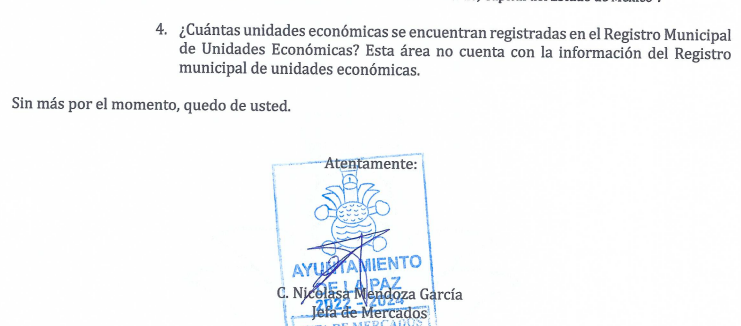 4. ¿Cuántas unidades económicas se encuentran registradas en el Registro Municipal
de Unidades Económicas? Esta área no cuenta con la información del Registro
municipal de unidades económicas.
Sin más por el momento, quedo de usted.
Atentamente:
AYUNTAMIENTO
DE LA PAZ
C. Nicolasa Mendoza García
2022 - 2024
Jefa de Mercados
DE MERCADOS